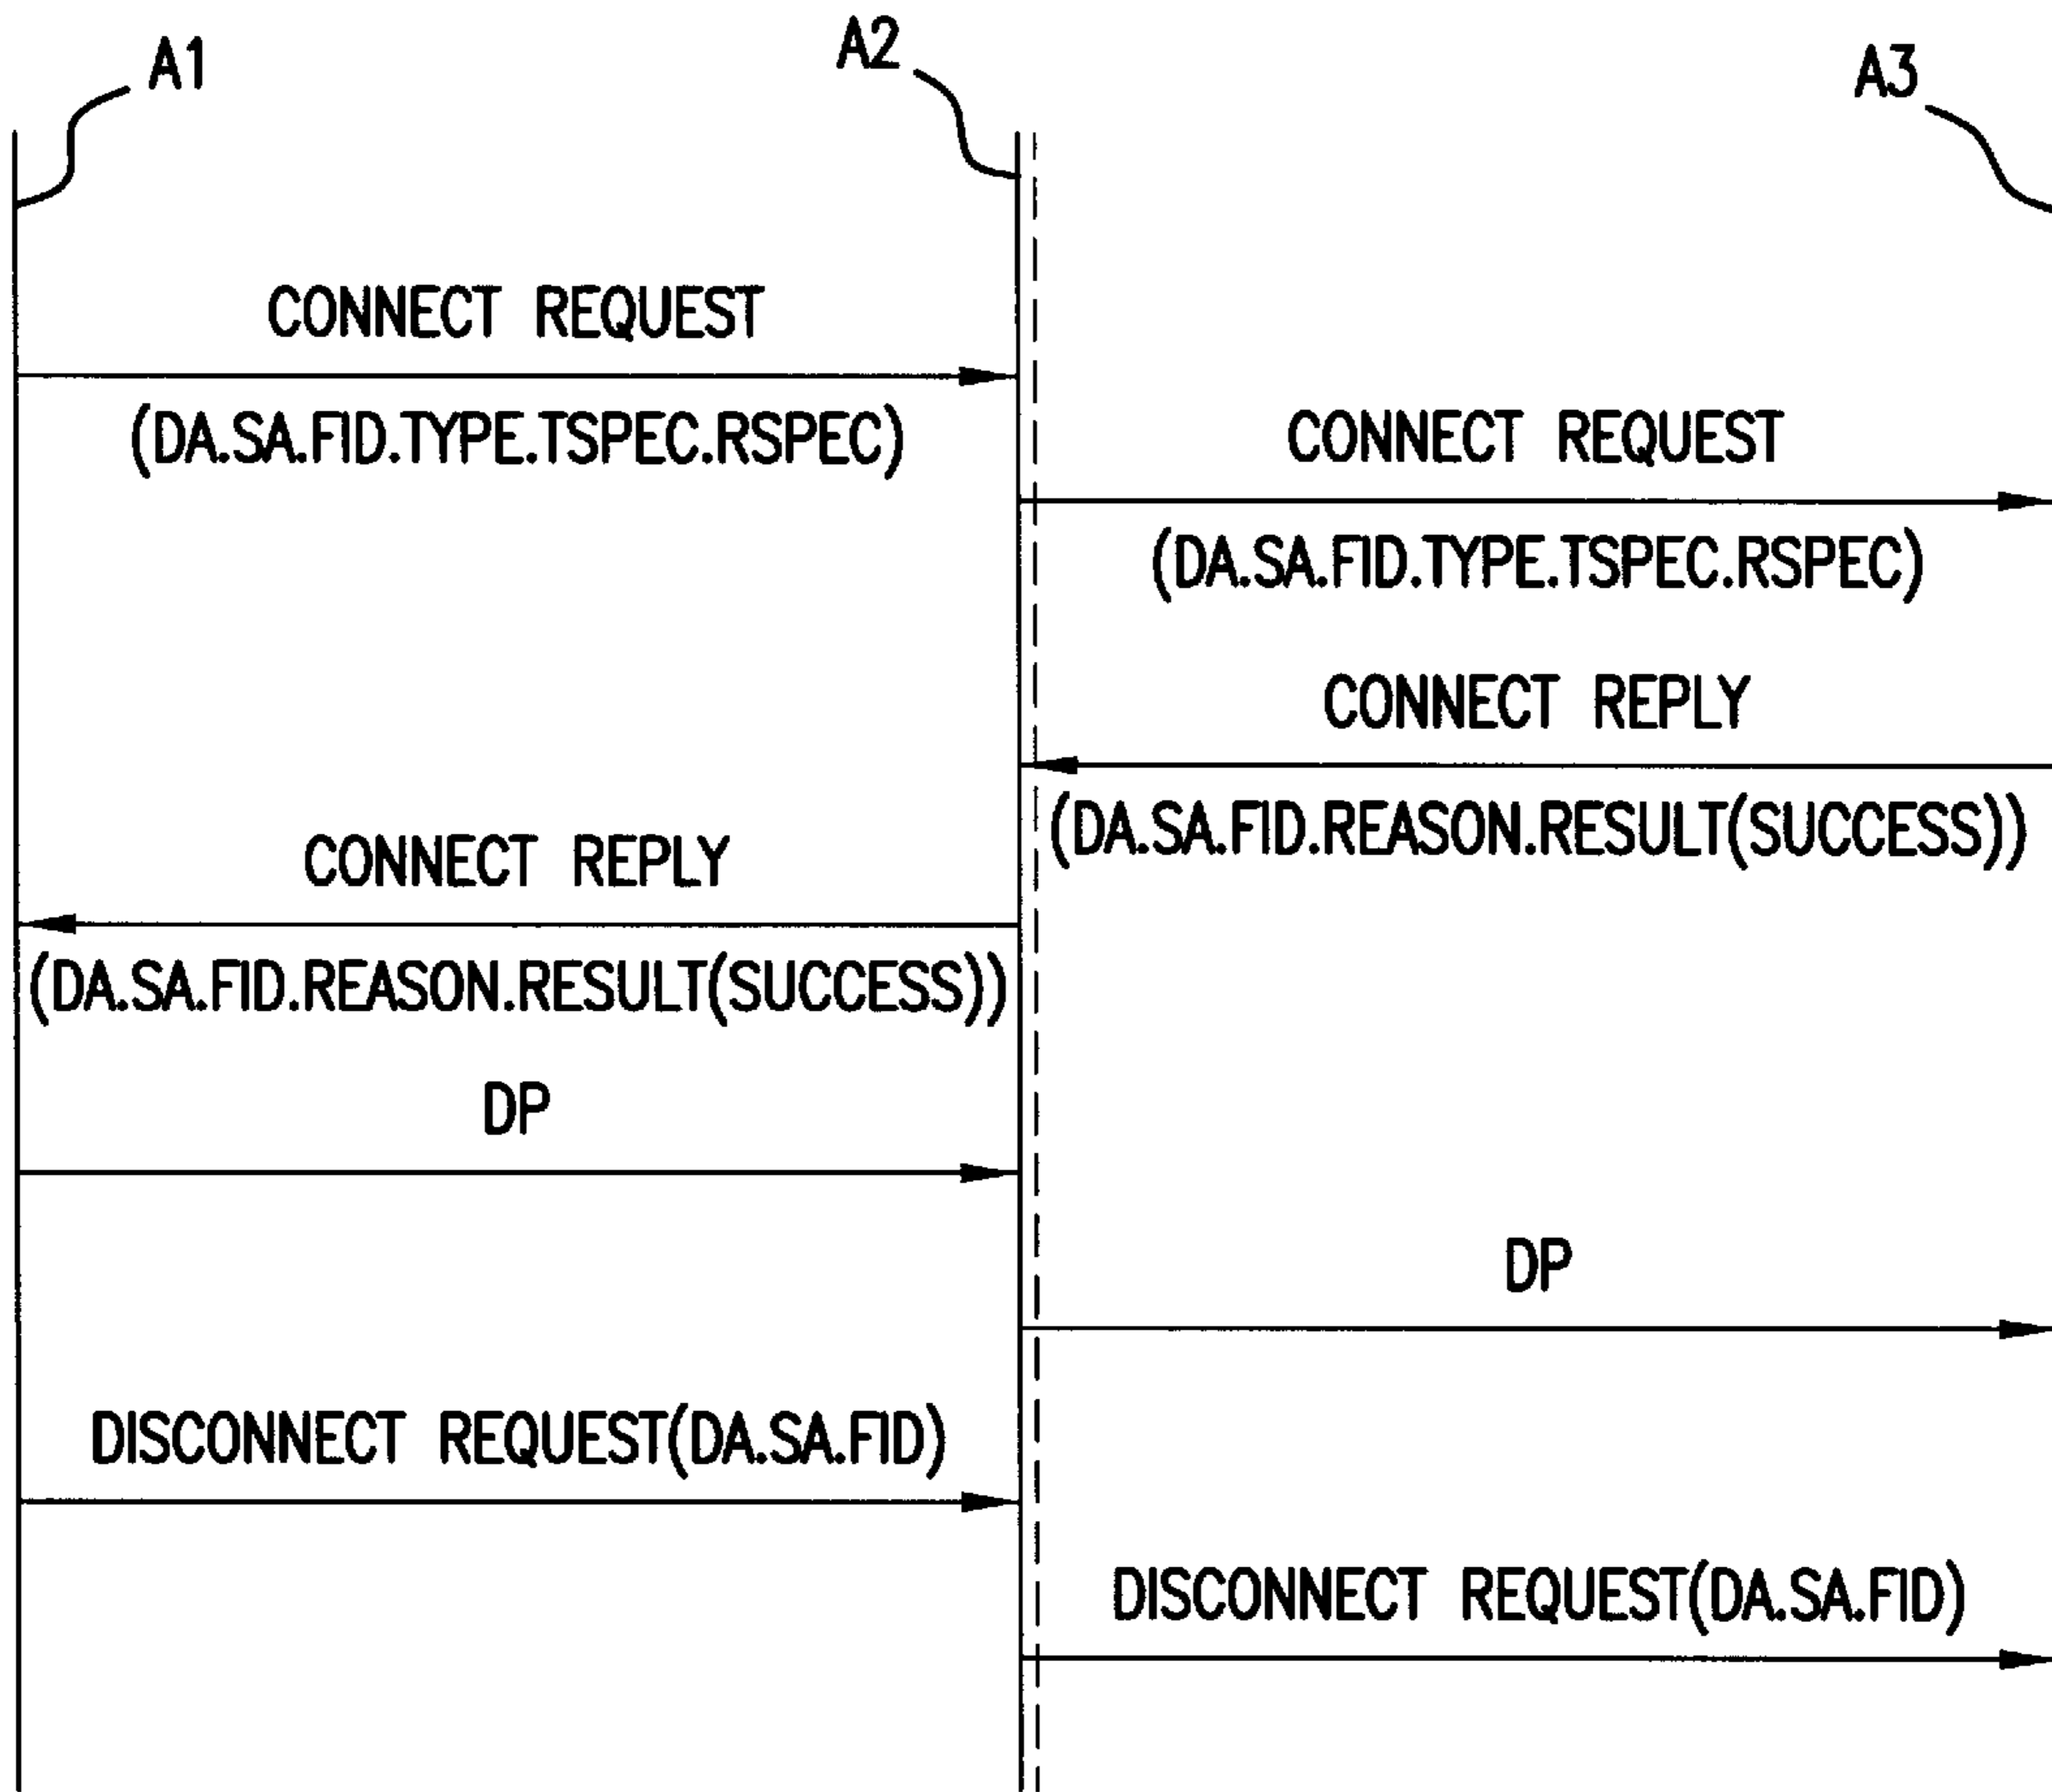 A1
A2
A3
CONNECT REQUEST
(DA.SA.FID.TYPE.TSPEC.RSPEC)
CONNECT REQUEST
(DA.SA.FID.TYPE.TSPEC.RSPEC)
CONNECT REPLY
(DA.SA.FID.REASON.RESULT(SUCCESS))
CONNECT REPLY
(DA.SA.FID.REASON.RESULT(SUCCESS))
DP
DP
DISCONNECT REQUEST(DA.SA.FID)
DISCONNECT REQUEST(DA.SA.FID)